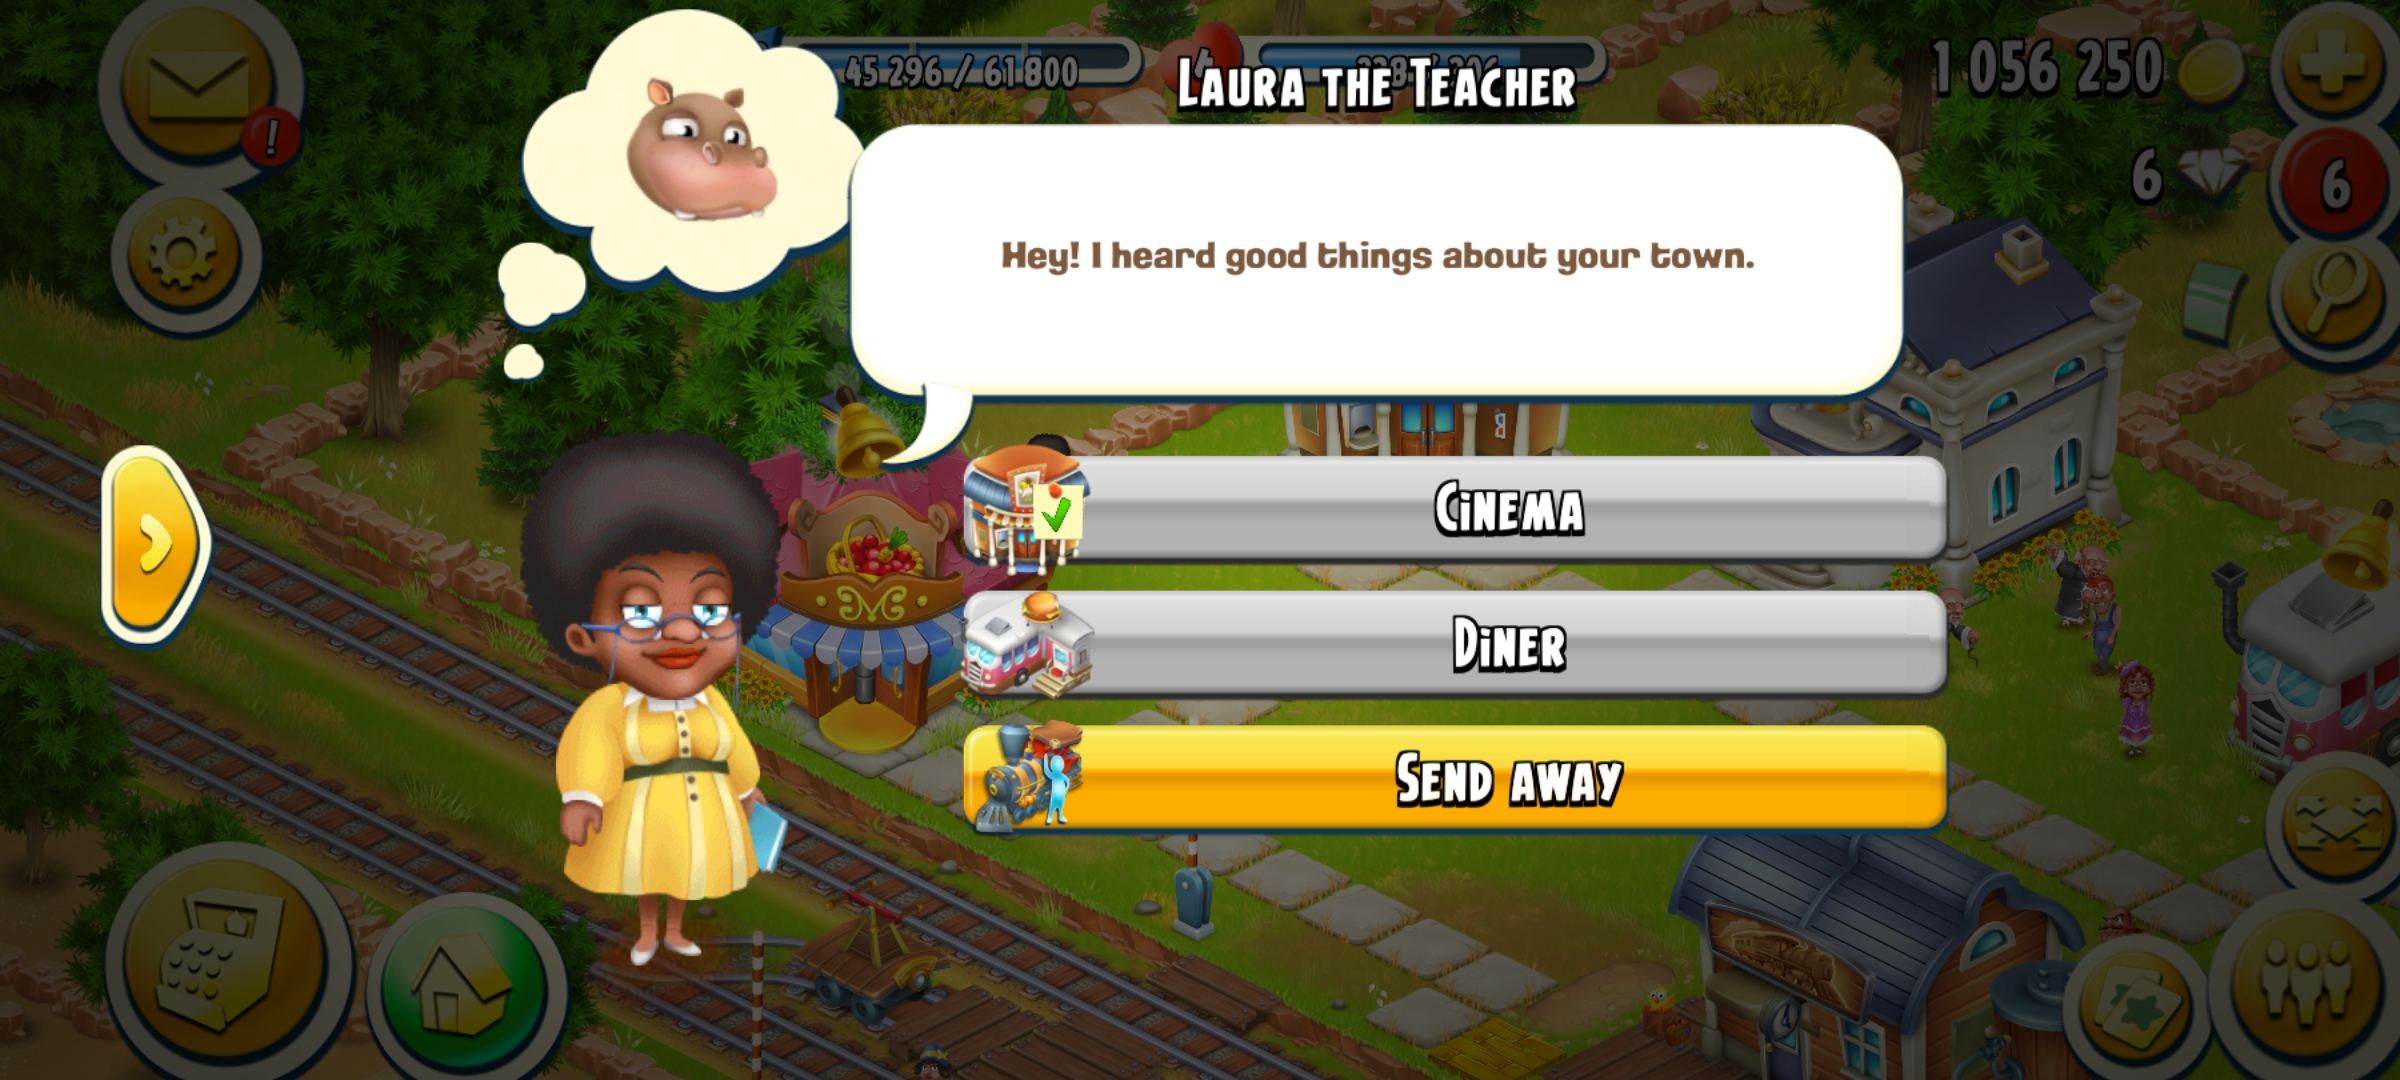 45 296 / 61 800
LAURA THE TEACHER
1 056 250
6
6
Hey! I heard good things about your town.
CINEMA
DINER
SEND AWAY